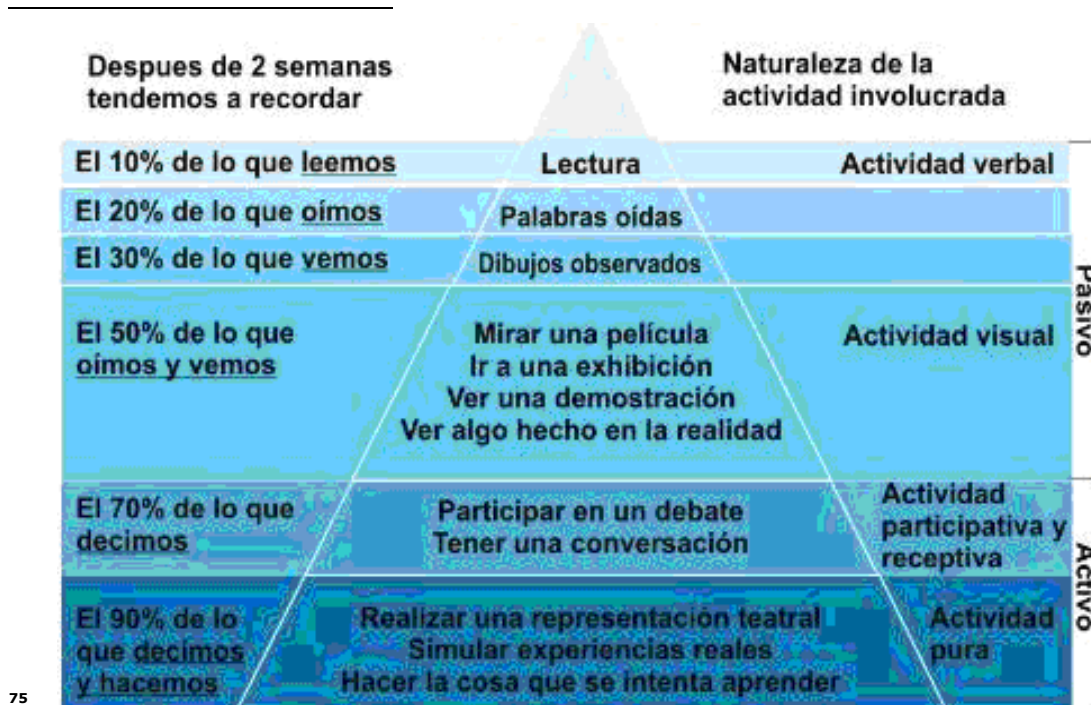 Despues de 2 semanas
tendemos a recordar
Naturaleza de la
actividad involucrada
El 10% de lo que leemos
Lectura
Actividad verbal
El 20% de lo que oímos
Palabras oídas
El 30% de lo que vemos
Dibujos observados
El 50% de lo que
oimos y vemos
Mirar una película
Ir a una exhibición
Ver una demostración
Ver algo hecho en la realidad
Actividad visual
Pasivo
El 70% de lo que
decimos
Participar en un debate
Tener una conversación
Actividad
participativa y
receptiva
El 90% de lo
que decimos
y hacemos
Realizar una representación teatral
Simular experiencias reales
Hacer la cosa que se intenta aprender
Actividad
pura
Activo
75